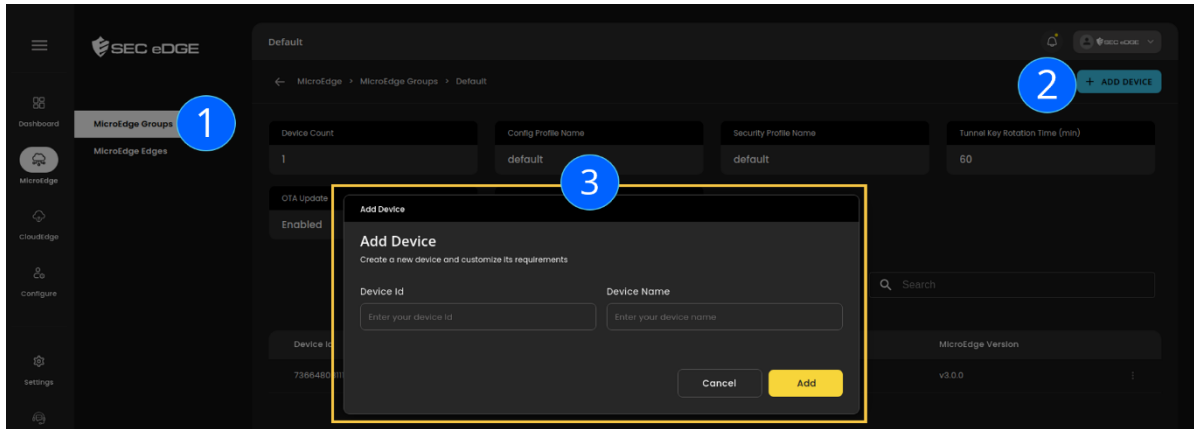 SEC eDGE
Default
SEC eDGE
MicroEdge > MicroEdge Groups > Default
2
+ ADD DEVICE
Dashboard
MicroEdge Groups
1
MicroEdge Edges
MicroEdge
CloudEdge
Configure
Settings
Device Count
Config Profile Name
Security Profile Name
Tunnel Key Rotation Time (min)
1
default
default
60
3
OTA Update
Enabled
Add Device
Add Device
Create a new device and customize its requirements
Device Id
Device Name
Enter your device id
Enter your device name
Cancel
Add
Search
Device Id
MicroEdge Version
v3.0.0